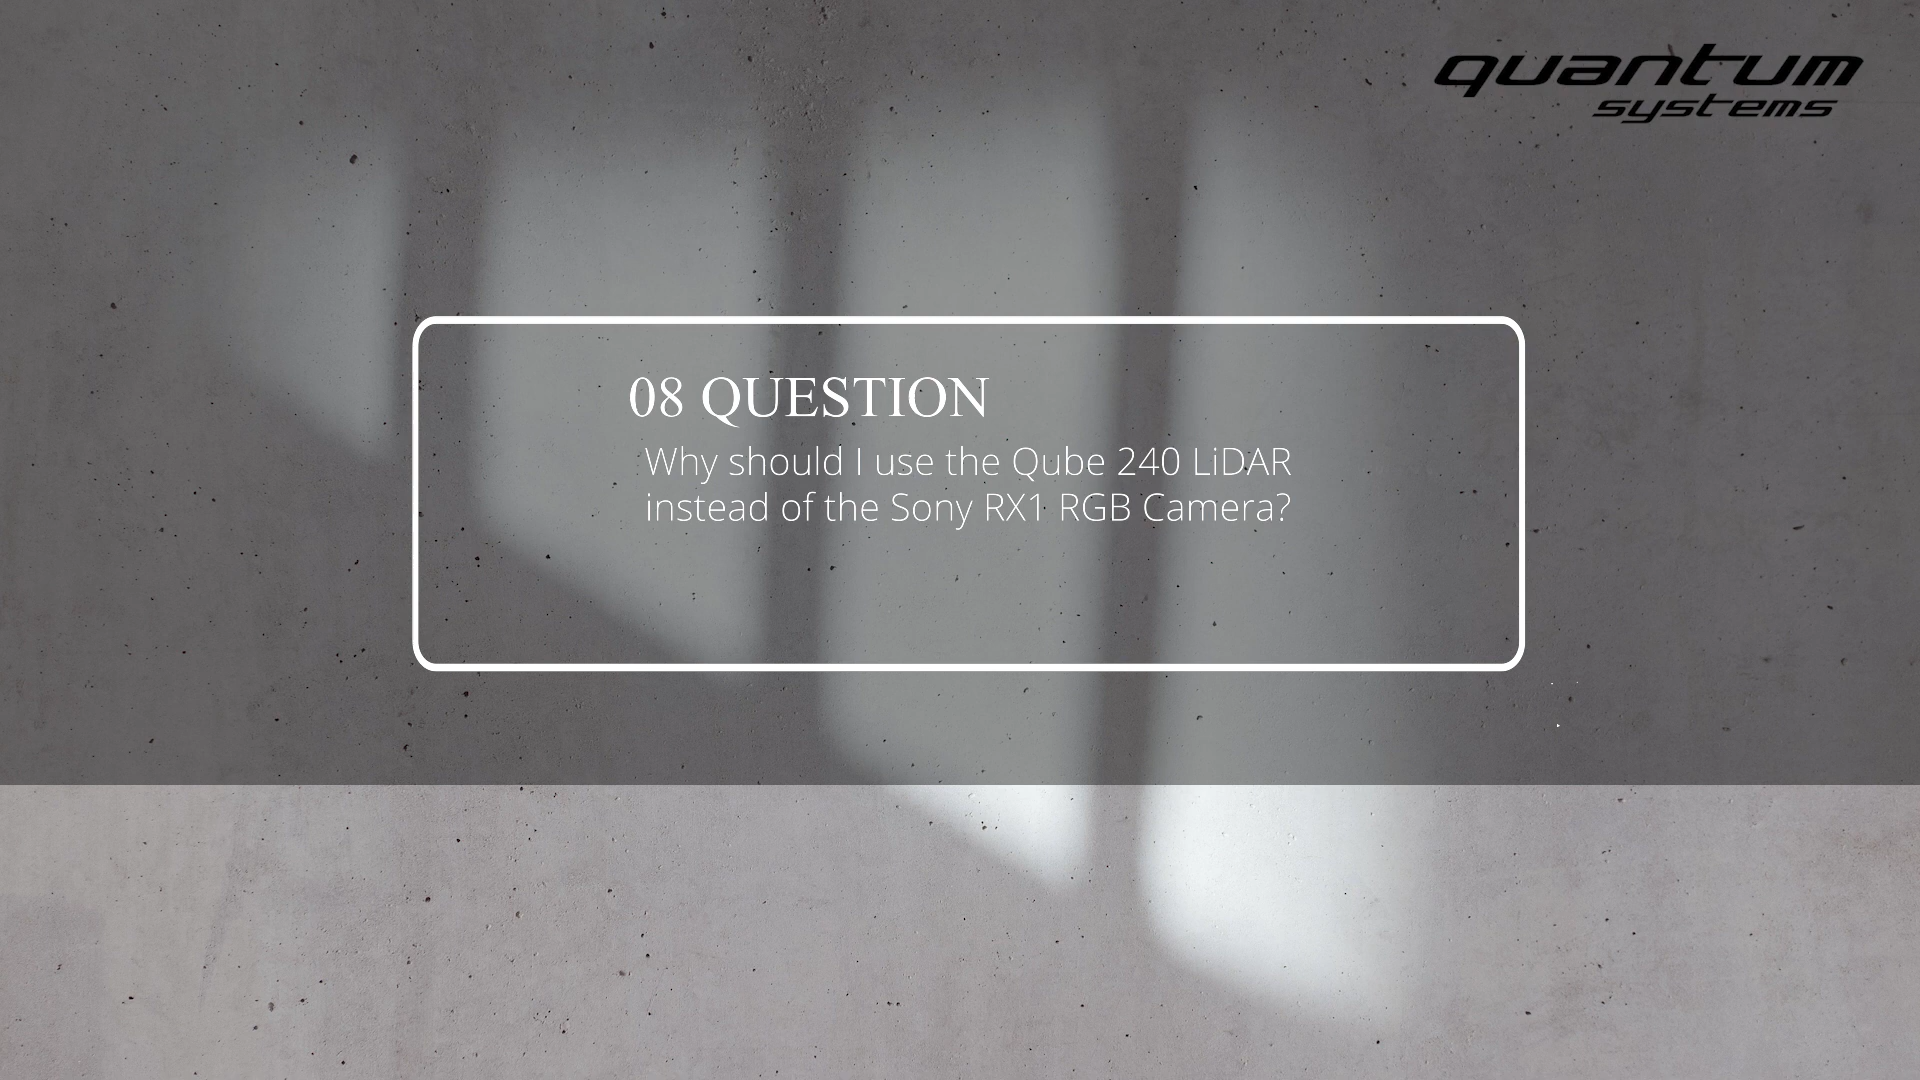 quantum
systems
08 QUESTION
Why should I use the Qube 240 LiDAR
instead of the Sony RX1 RGB Camera?